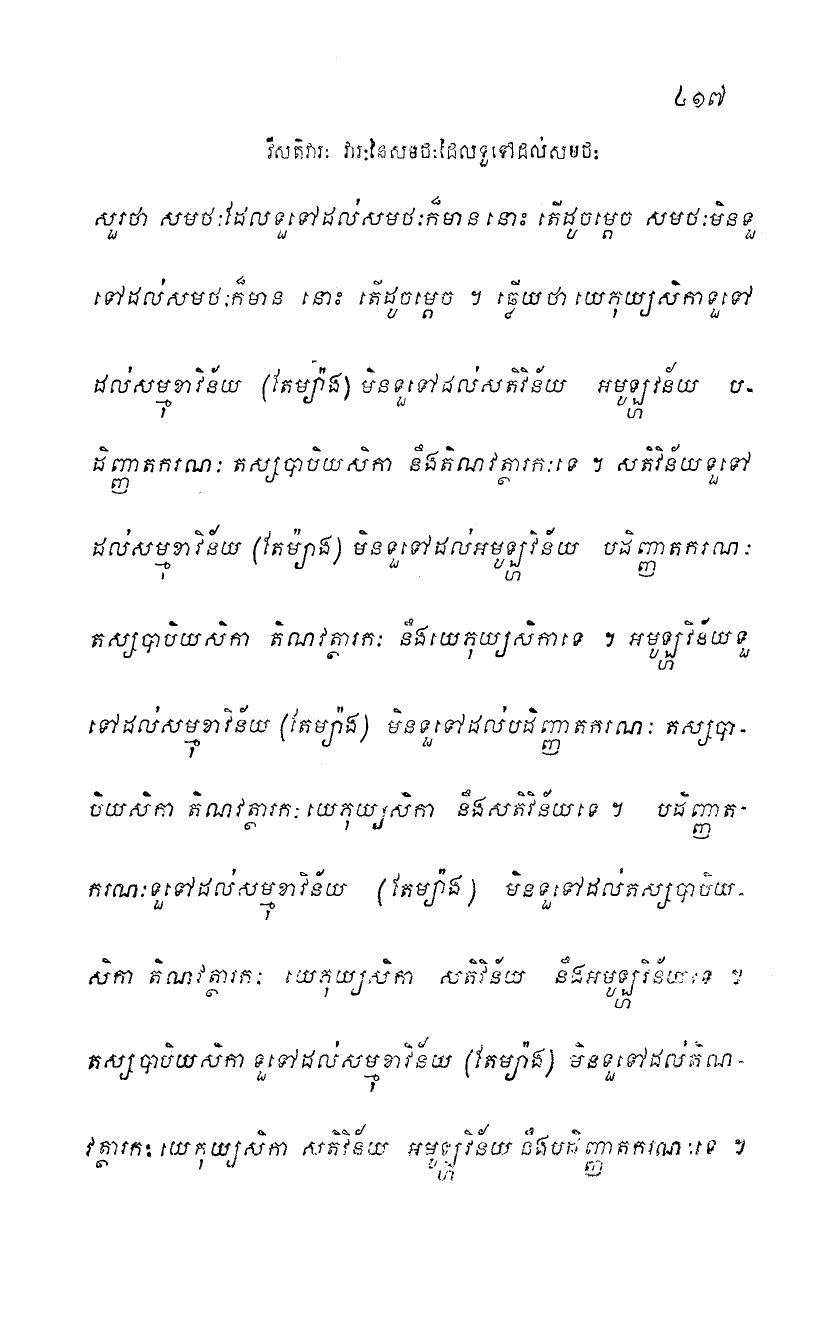 ៤១៧
វីសតិវារៈ វារៈនៃសមថៈដែលទួទៅដល់សមថៈ
សួរថា សមថៈដែលទួទៅដល់សមថៈក៏មាន នោះ តើដូចម្តេច សមថៈមិនទួ
ទៅដល់សមថៈក៏មាន នោះ តើដូចម្តេច ។ ឆ្លើយថា យេភុយ្យសិកាទួទៅ
ដល់សម្មុខាវិន័យ (តែម្យ៉ាង) មិនទួទៅដល់សតិវិន័យ អមូឡ្ហវិន័យ ប-
ដិញ្ញាតករណៈ តស្សបាបិយសិកា នឹងតិណវត្ថារកៈទេ ។ សតិវិន័យទួទៅ
ដល់សម្មុខាវិន័យ (តែម៉្យាង) មិនទួទៅដល់អមូឡ្ហវិន័យ បដិញ្ញាតករណៈ
តស្សបាបិយសិកា តិណវត្ថារកៈ នឹងយេភុយ្យសិកាទេ ។ អមូឡ្ហវិន័យទួ
ទៅដល់សម្មុខាវិន័យ (តែម្យ៉ាង) មិនទួទៅដល់បដិញ្ញាតករណៈ តស្សបា-
បិយសិកា តិណវត្ថារកៈ យេភុយ្យសិកា នឹងសតិវិន័យទេ ។ បដិញ្ញាត-
ករណៈទួទៅដល់សម្មុខាវិន័យ (តែម្យ៉ាង) មិនទួទៅដល់តស្សបាបិយ-
សិកា តិណវត្ថារកៈ យេភុយ្យសិកា សតិវិន័យ នឹងអមូឡ្ហវិន័យទេ ។
តស្សបាបិយសិកា ទួទៅដល់សម្មុខាវិន័យ (តែម្យ៉ាង) មិនទួទៅដល់តិណ-
វត្ថារកៈ យេភុយ្យសិកា សតិវិន័យ អមូឡ្ហវិន័យ នឹងបដិញ្ញាតករណៈទេ ។